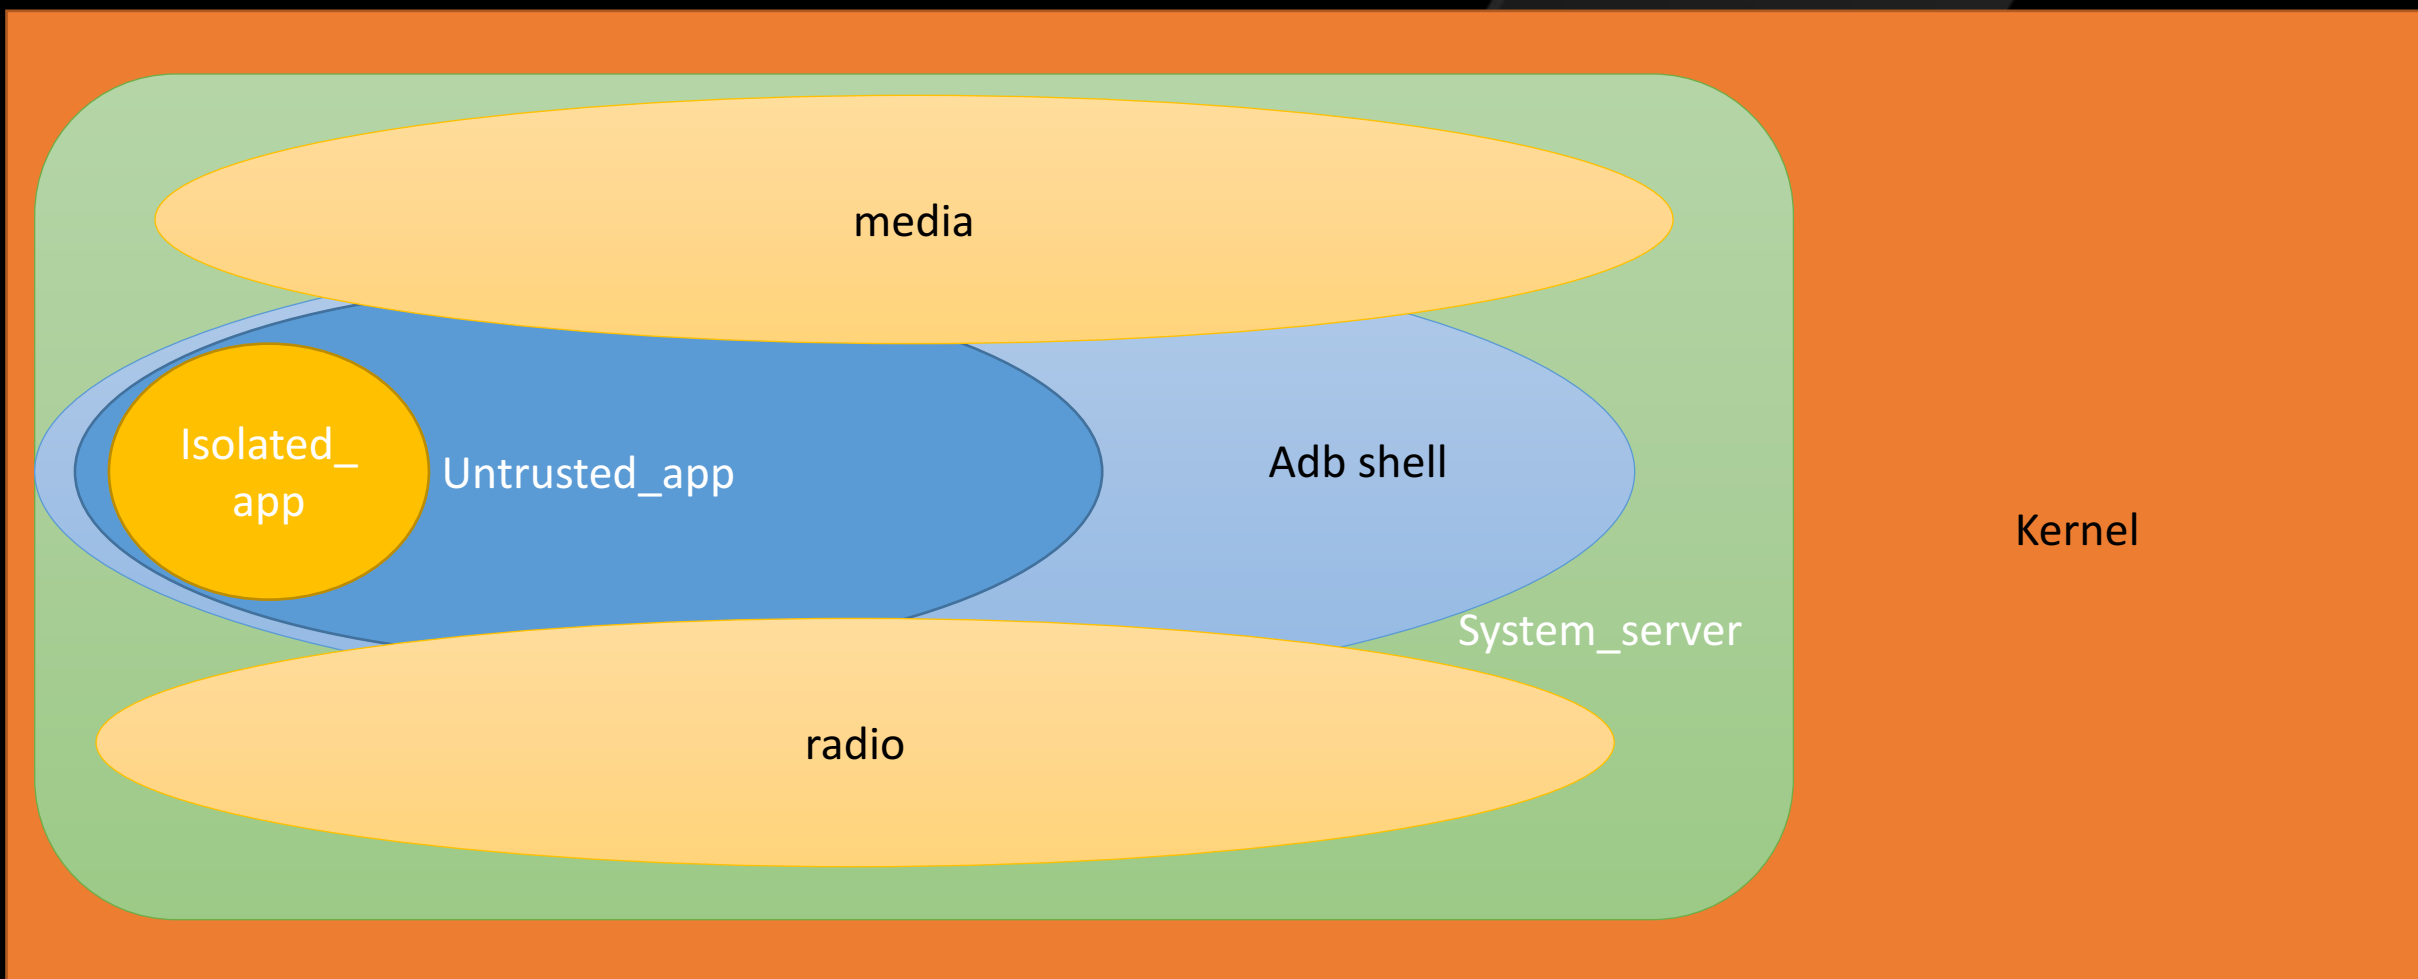 media
Isolated_
app
Untrusted_app
Adb shell
Kernel
System_server
radio